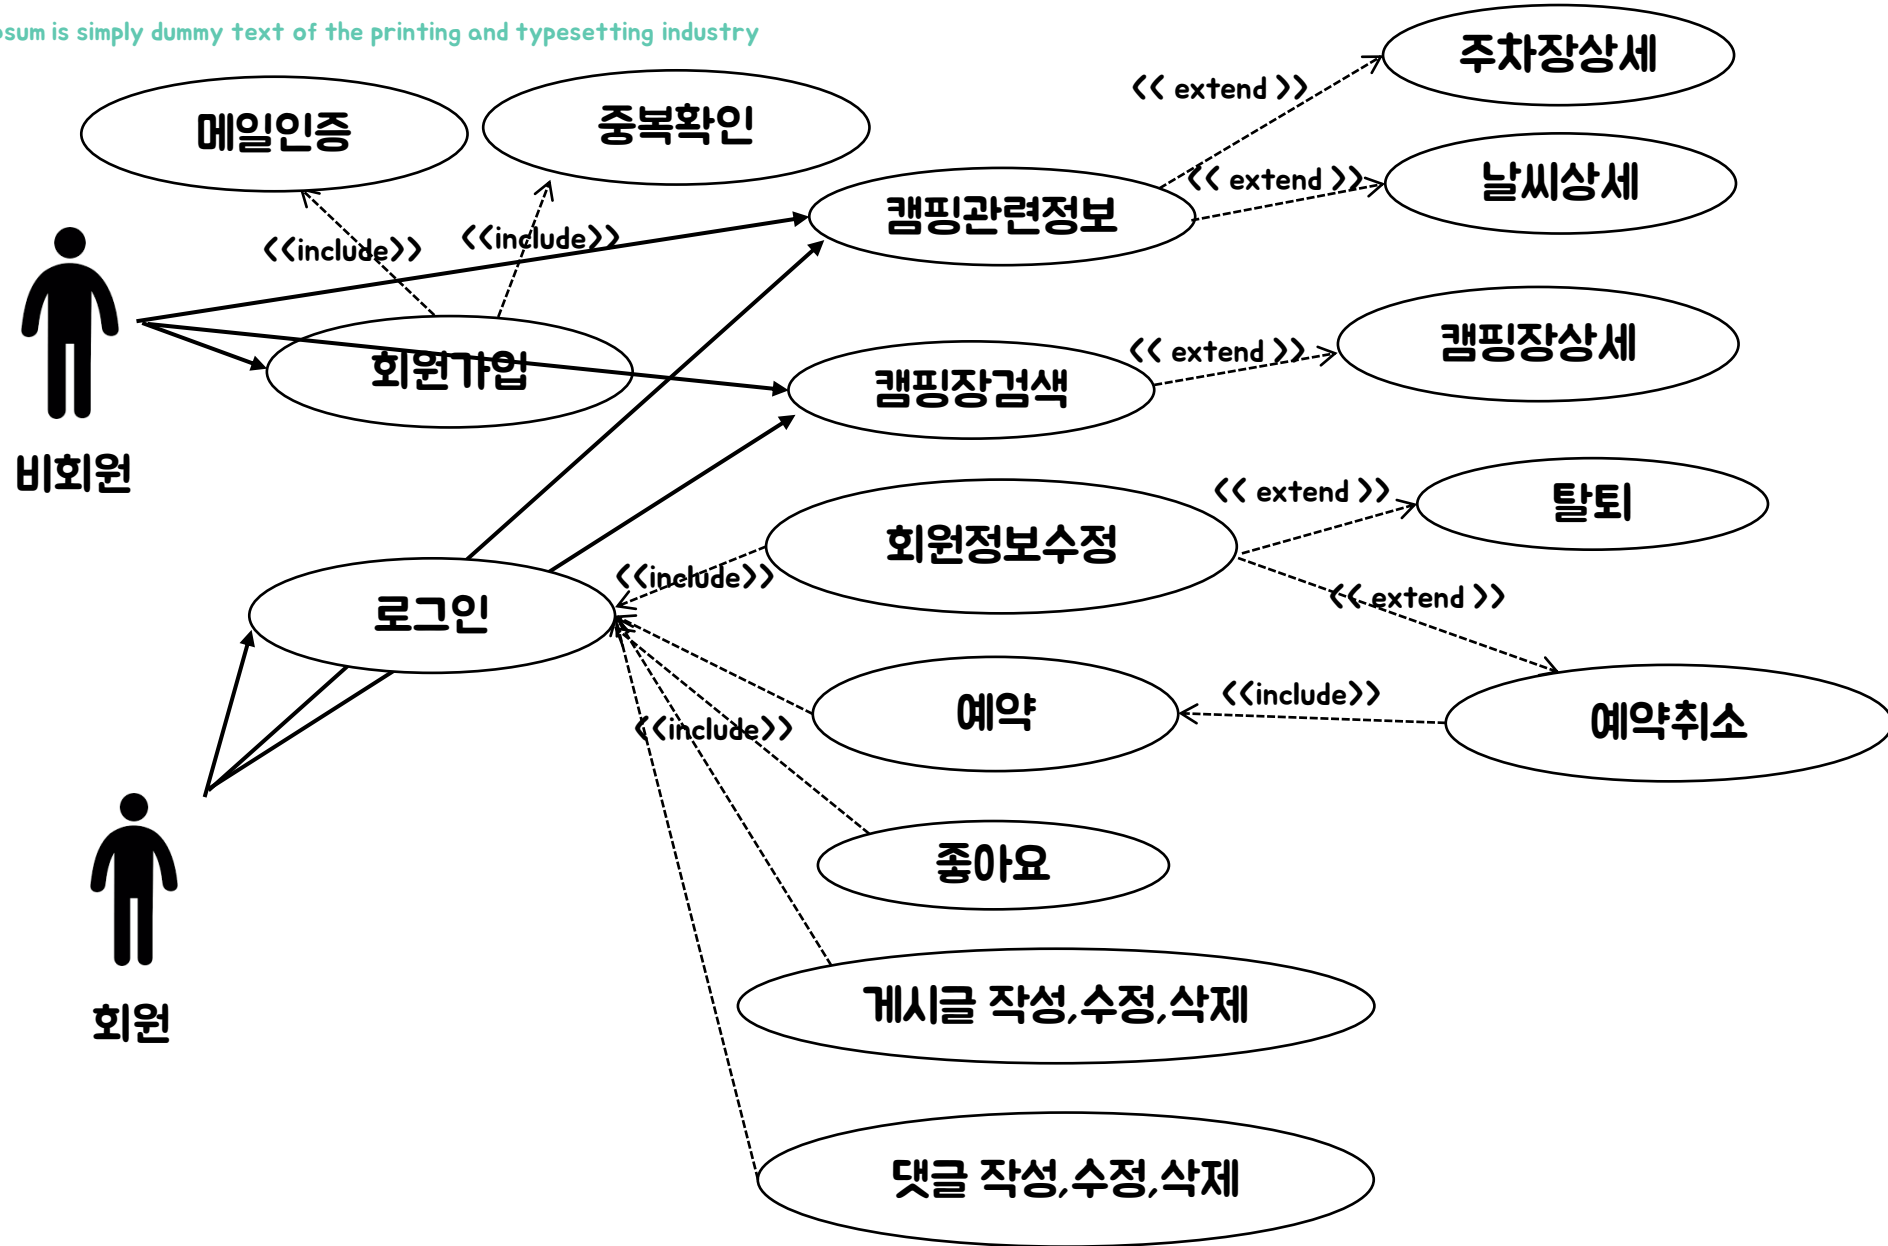 sum is simply dummy text of the printing and typesetting industry
주차장상세
<< extend >>
메일인증
중복확인
날씨상세
<< extend >>
캠핑관련정보
<<include>>
<<include>>
캠핑장상세
<< extend >>
회원가입
캠핑장검색
비회원
<< extend >>
탈퇴
회원정보수정
<<include>>
<< extend >>
로그인
<<include>>
예약
예약취소
<<include>>
좋아요
게시글 작성,수정,삭제
회원
댓글 작성,수정,삭제